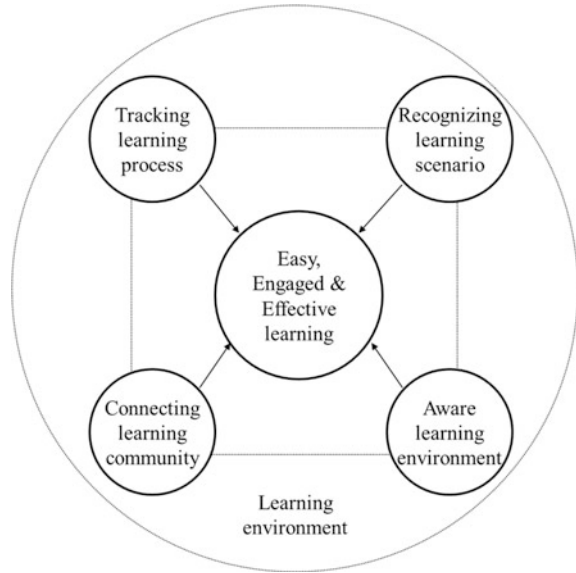 Tracking
learning
process
Recognizing
learning
scenario
Easy,
Engaged &
Effective
learning
Connecting
learning
community
Aware
learning
environment
Learning
environment